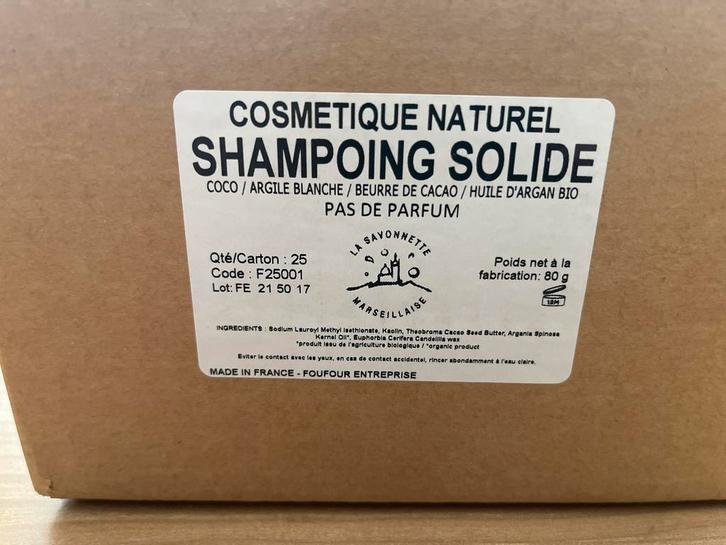 COSMETIQUE NATUREL
SHAMPOING SOLIDE
COCO / ARGILE BLANCHE / BEURRE DE CACAO / HUILE D'ARGAN BIO
PAS DE PARFUM
Qté/Carton : 25
Code : F25001
Lot: FE 21 50 17
LA SAVONNETTE
MARSEILLAISE
Poids net à la
fabrication: 80 g
12M
INGREDIENTS : Sodium Lauroyl Methyl Isethionate, Kaolin, Theobroma Cacao Seed Butter, Argania Spinosa
Kernel Oil*, Euphorbia Cerifera Candelilla wax
*produit issu de l'agriculture biologique / *organic product
Eviter le contact avec les yeux, en cas de contact accidentel, rincer abondamment à l'eau claire.
MADE IN FRANCE - FOUFOUR ENTREPRISE